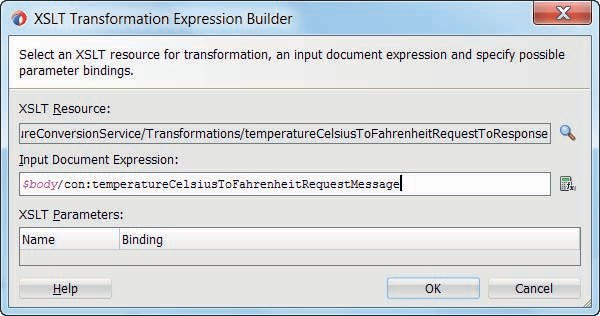 XSLT Transformation Expression Builder
Select an XSLT resource for transformation, an input document expression and specify possible
parameter bindings.
XSLT Resource:
ureConversionService/Transformations/temperatureCelsiusToFahrenheitRequestToResponse
Input Document Expression:
$body/con:temperatureCelsiusToFahrenheitRequestMessage
XSLT Parameters:
Name Binding
Help OK Cancel